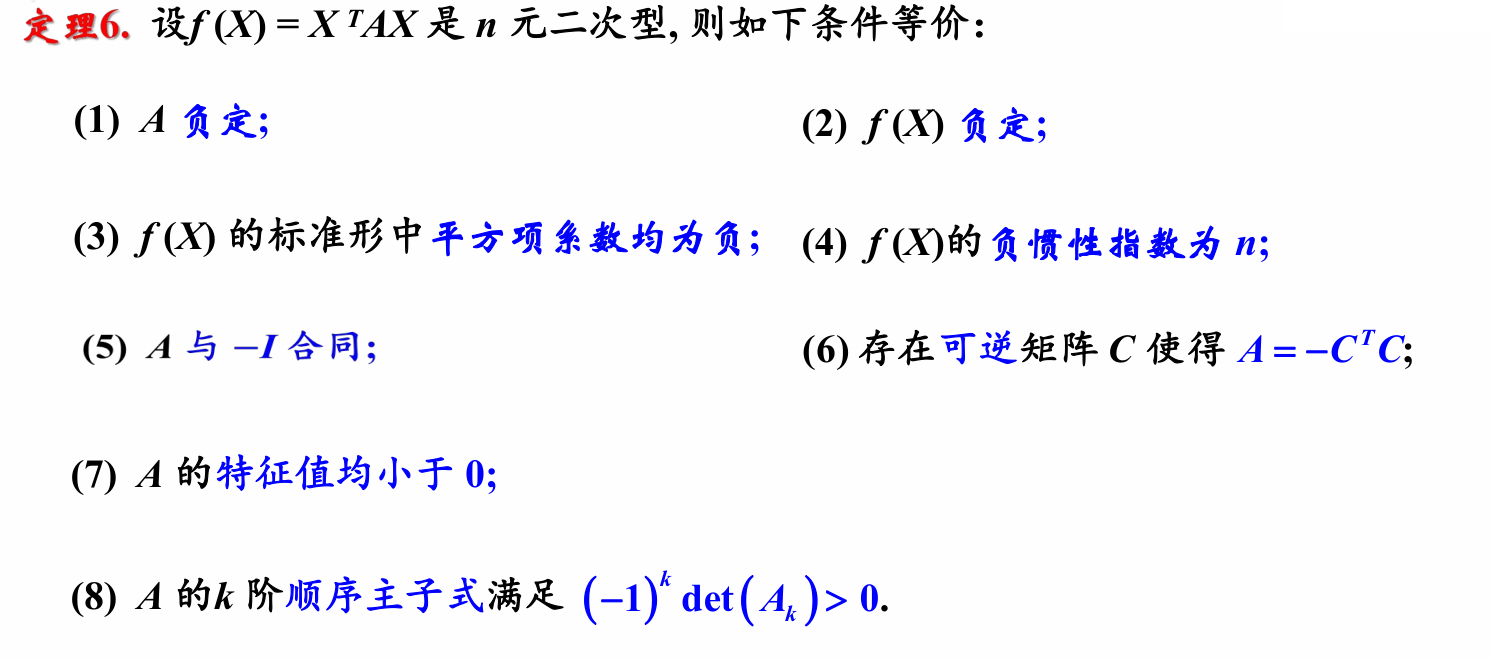 定理6. 设f (X) = X ᵀAX 是 n 元二次型, 则如下条件等价：
(1) A 负定;
(2) f (X) 负定;
(3) f (X) 的标准形中平方项系数均为负;
(4) f (X)的负惯性指数为 n;
(5) A 与 –I 合同;
(6) 存在可逆矩阵 C 使得 A = –CᵀC;
(7) A 的特征值均小于 0;
(8) A 的k 阶顺序主子式满足 (–1)ᵏ det(Aₖ) > 0.